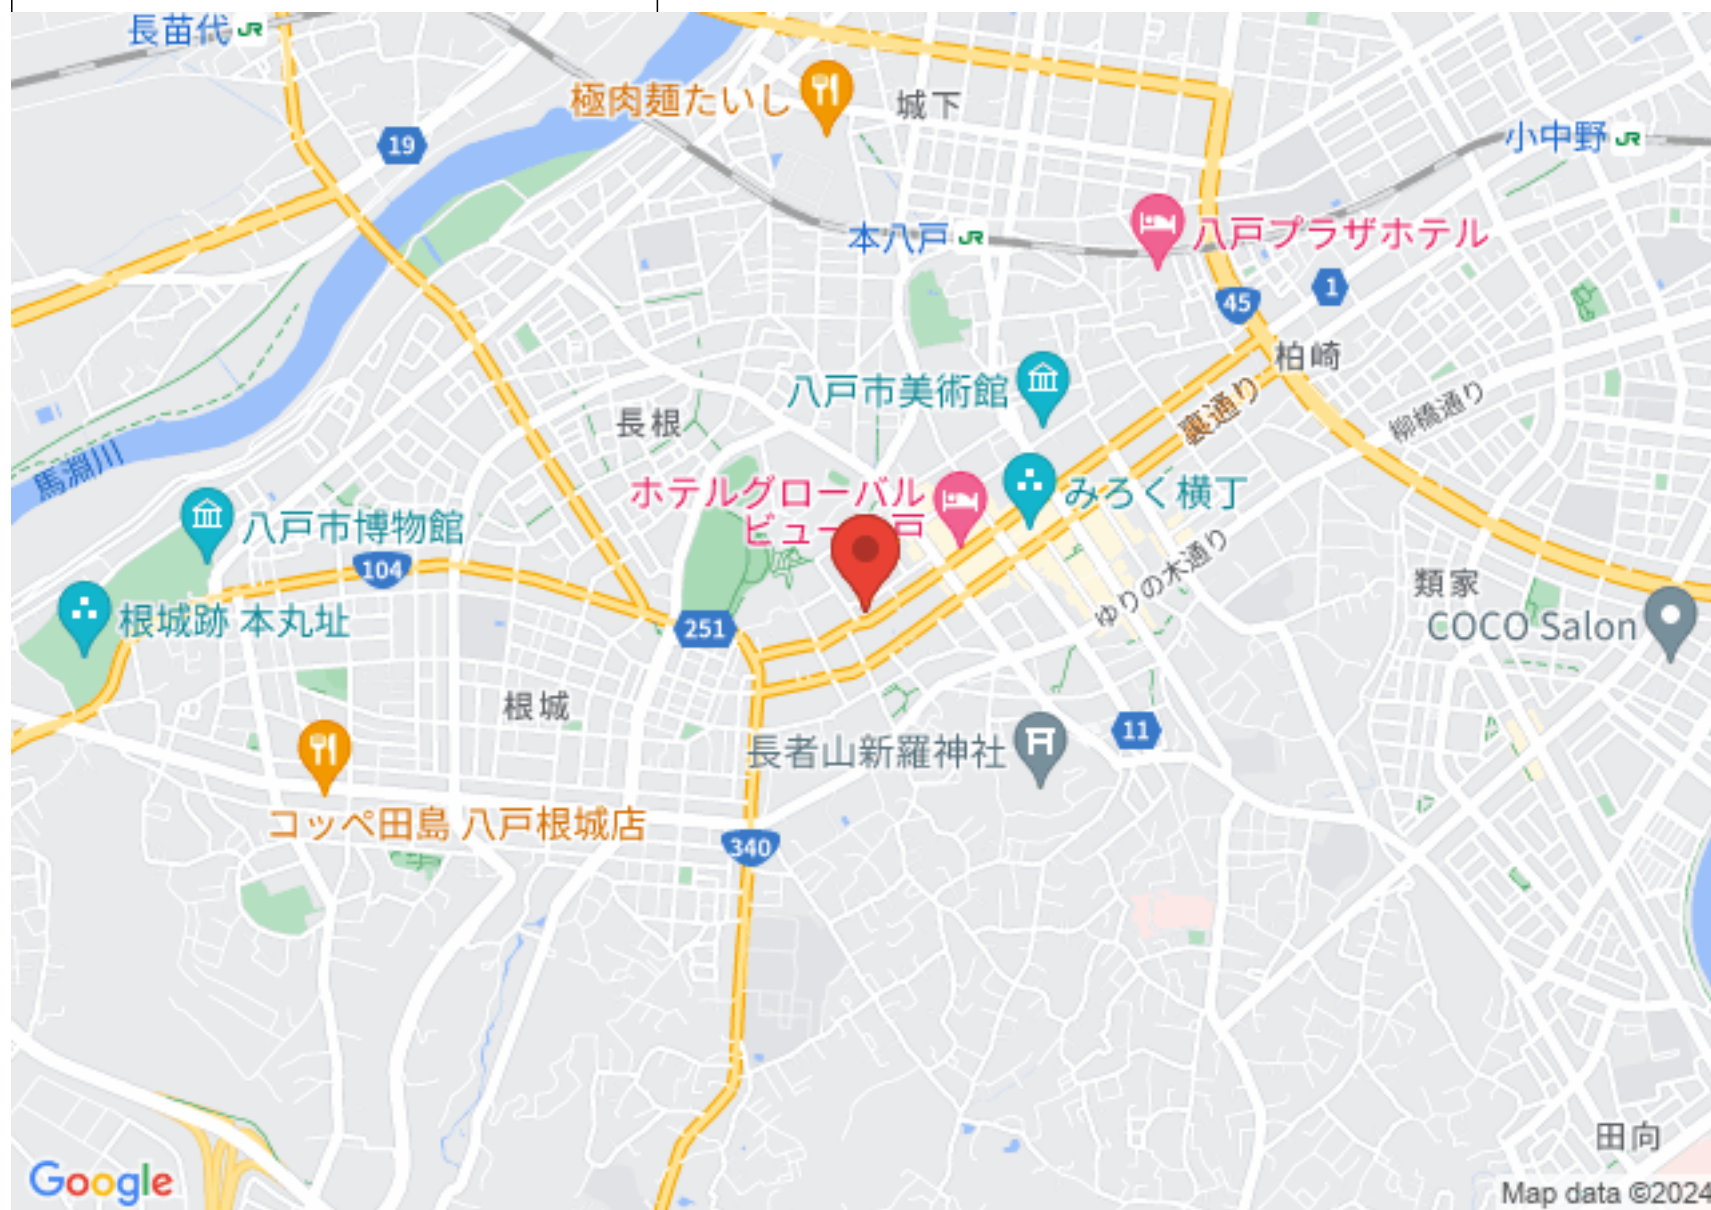 長苗代 JR
極肉麺たいし
城下
19
小中野 JR
本八戸 JR
八戸プラザホテル
45
1
柏崎
八戸市美術館
裏通り
柳橋通り
長根
馬淵川
ホテルグローバル
ビュー 戸
みろく横丁
八戸市博物館
104
ゆりの木通り
類家
根城跡 本丸址
251
COCO Salon
根城
長者山新羅神社
11
コッペ田島 八戸根城店
340
田向
Google
Map data ©2024